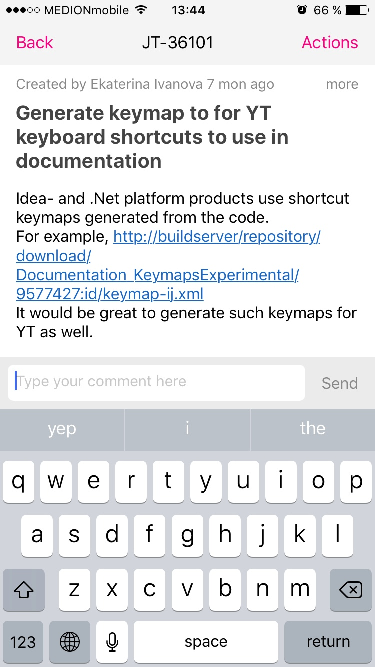 MEDIONmobile 13:44 66 %
Back JT-36101 Actions
Created by Ekaterina Ivanova 7 mon ago more
Generate keymap to for YT
keyboard shortcuts to use in
documentation
Idea- and .Net platform products use shortcut
keymaps generated from the code.
For example, http://buildserver/repository/
download/
Documentation_KeymapsExperimental/
9577427:id/keymap-ij.xml
It would be great to generate such keymaps for
YT as well.
Type your comment here Send
yep i the
q w e r t y u i o p
a s d f g h j k l
z x c v b n m
123 space return